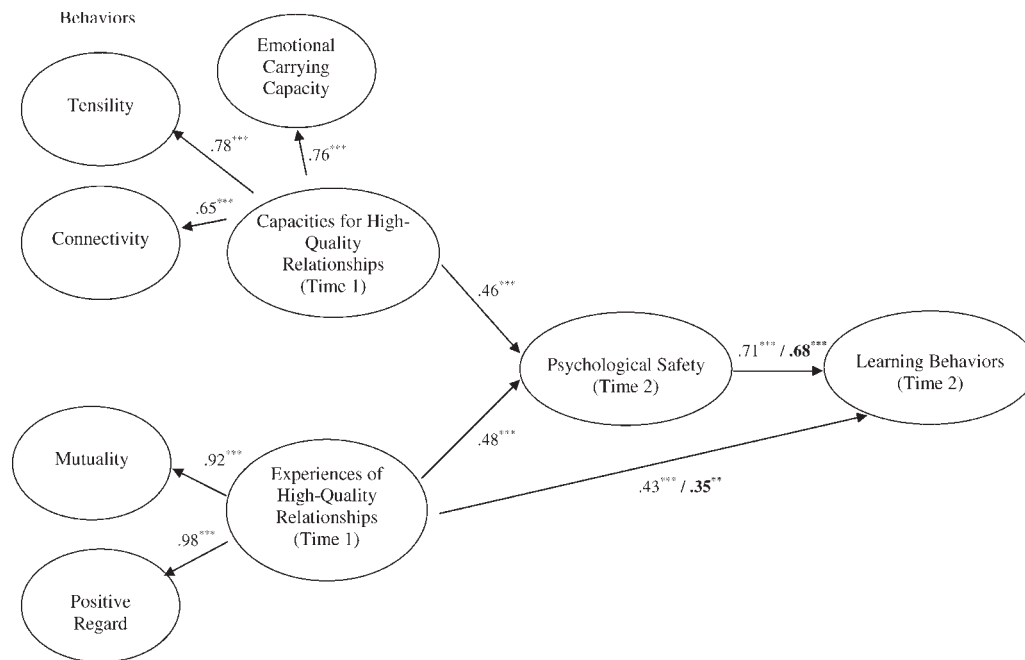 Behaviors
Emotional
Carrying
Capacity
Tensility
.78***
.76***
.65***
Connectivity
Capacities for High-
Quality
Relationships
(Time 1)
.46***
Psychological Safety
(Time 2)
.71*** / .68***
Learning Behaviors
(Time 2)
.48***
Mutuality
.92***
Experiences of
High-Quality
Relationships
(Time 1)
.43*** / .35**
.98***
Positive
Regard